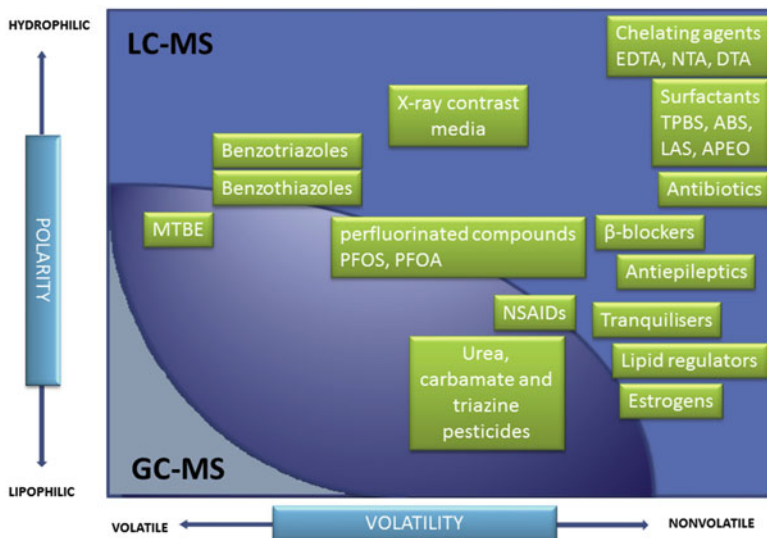 HYDROPHILIC
LC-MS
Chelating agents
EDTA, NTA, DTA
X-ray contrast
media
Surfactants
TPBS, ABS,
LAS, APEO
Benzotriazoles
Benzothiazoles
Antibiotics
POLARITY
MTBE
perfluorinated compounds
PFOS, PFOA
β-blockers
Antiepileptics
NSAIDs
Tranquilisers
Urea,
carbamate and
triazine
pesticides
Lipid regulators
Estrogens
GC-MS
LIPOPHILIC
VOLATILE
VOLATILITY
NONVOLATILE